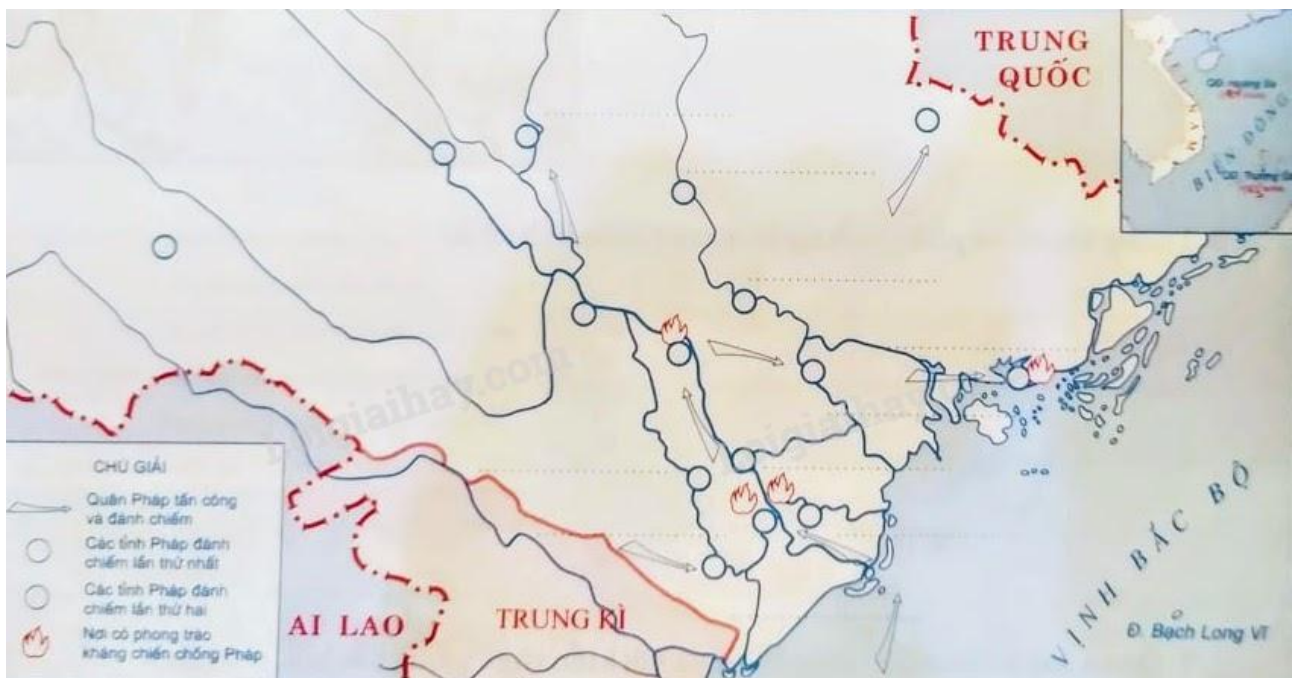 TRUNG
QUỐC
BIỂN ĐÔNG
CHÚ GIẢI
Quân Pháp tấn công
và đánh chiếm
Các tỉnh Pháp đánh
chiếm lần thứ nhất
Các tỉnh Pháp đánh
chiếm lần thứ hai
Nơi có phong trào
kháng chiến chống Pháp
AI LAO
TRUNG KÌ
VỊNH BẮC BỘ
Đ. Bạch Long Vĩ